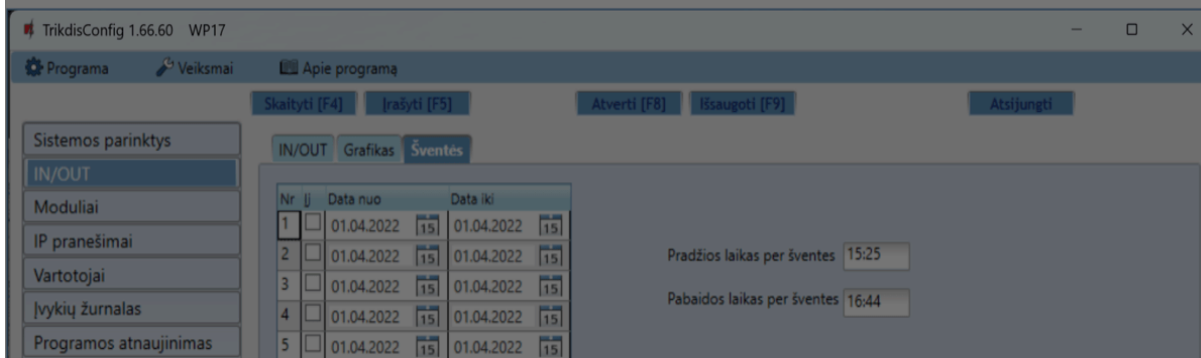 TrikdisConfig 1.66.60 WP17
Programa Veiksmai Apie programą
Skaityti [F4] Įrašyti [F5] Atverti [F8] Išsaugoti [F9] Atsijungti
Sistemos parinktys
IN/OUT
Moduliai
IP pranešimai
Vartotojai
Įvykių žurnalas
Programos atnaujinimas
IN/OUT Grafikas Šventės
Nr Įj Data nuo Data iki
1 01.04.2022 15 01.04.2022 15
2 01.04.2022 15 01.04.2022 15
3 01.04.2022 15 01.04.2022 15
4 01.04.2022 15 01.04.2022 15
5 01.04.2022 15 01.04.2022 15
Pradžios laikas per šventes 15:25
Pabaidos laikas per šventes 16:44